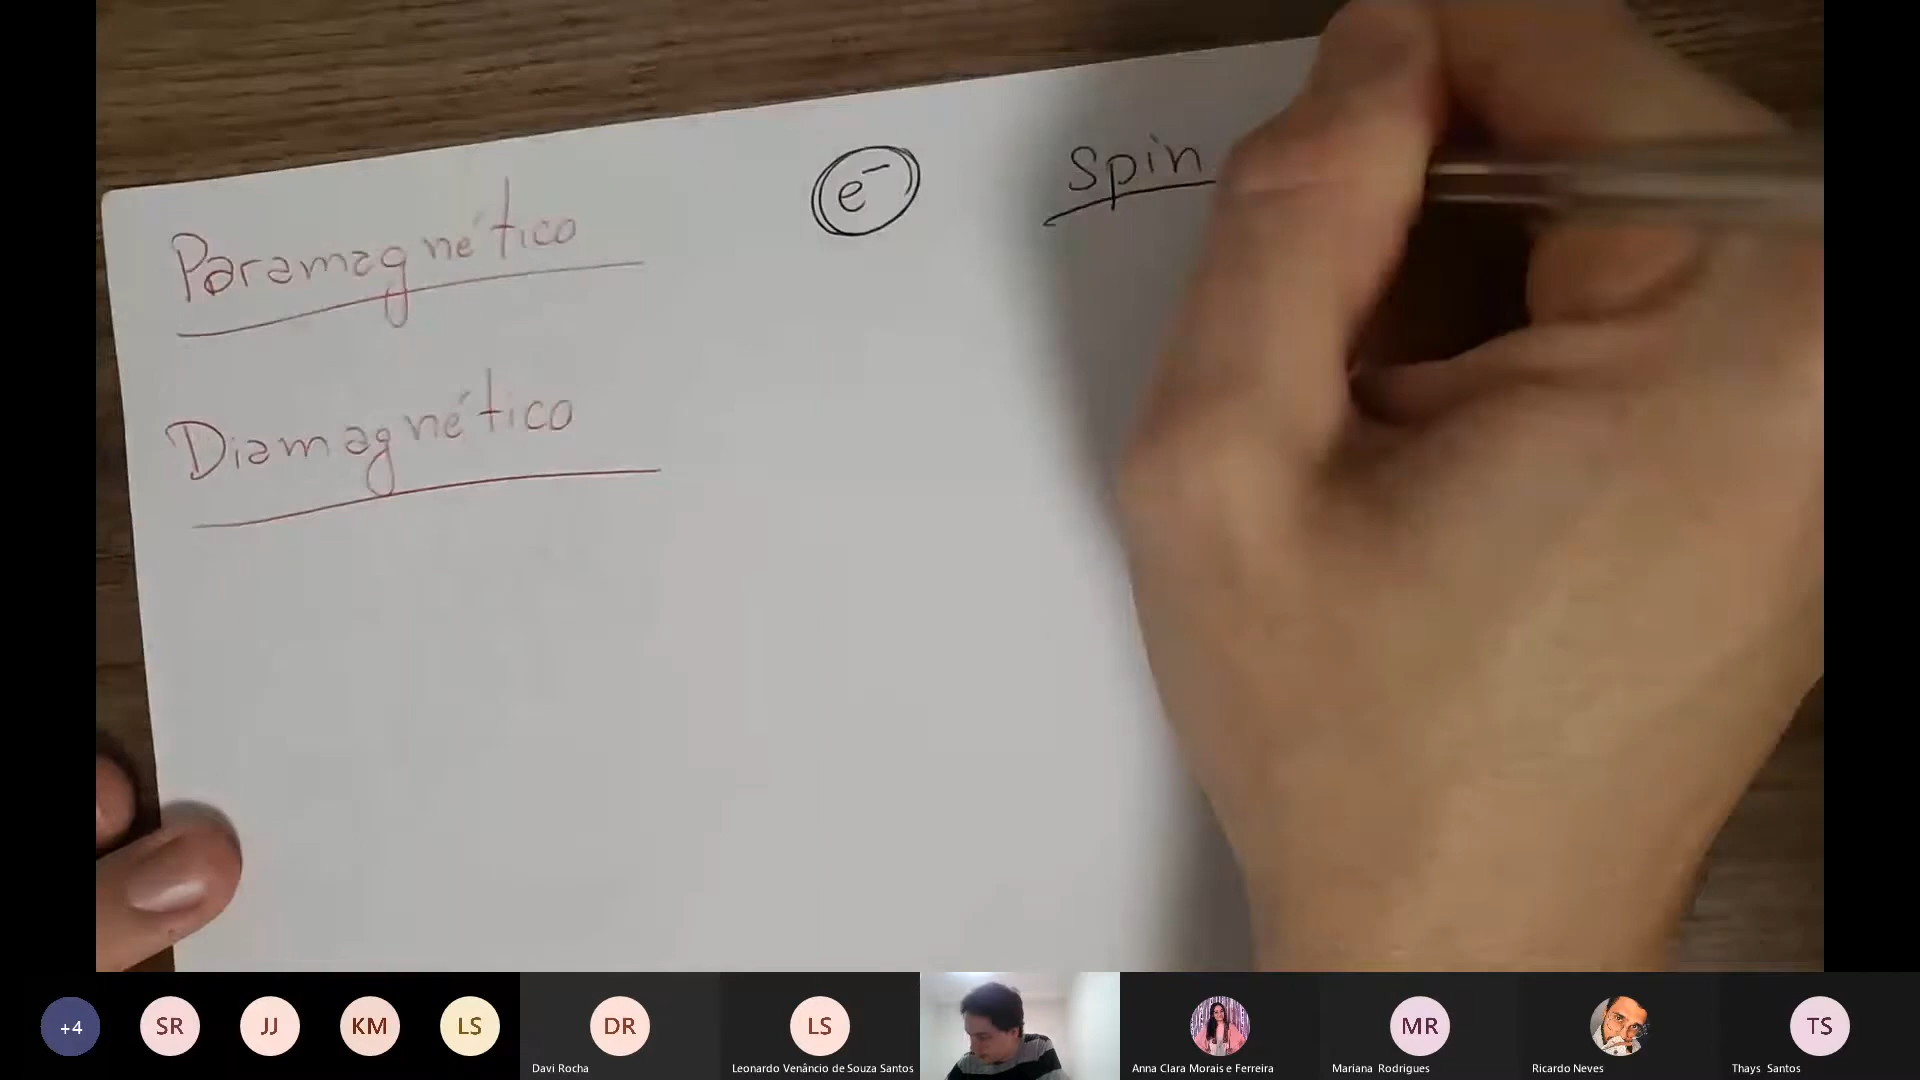 e⁻
Spin
Paramagnético
Diamagnético
+4
SR
JJ
KM
LS
DR
LS
MR
TS
Davi Rocha
Leonardo Venâncio de Souza Santos
Anna Clara Morais e Ferreira
Mariana Rodrigues
Ricardo Neves
Thays Santos